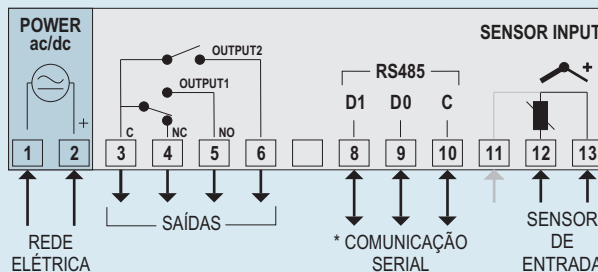 POWER
ac/dc
SENSOR INPUT
OUTPUT2
OUTPUT1
RS485
D1 D0 C
+
+
C NC NO
1 2 3 4 5 6 8 9 10 11 12 13
REDE
ELÉTRICA
SAÍDAS
* COMUNICAÇÃO
SERIAL
SENSOR
DE
ENTRADA